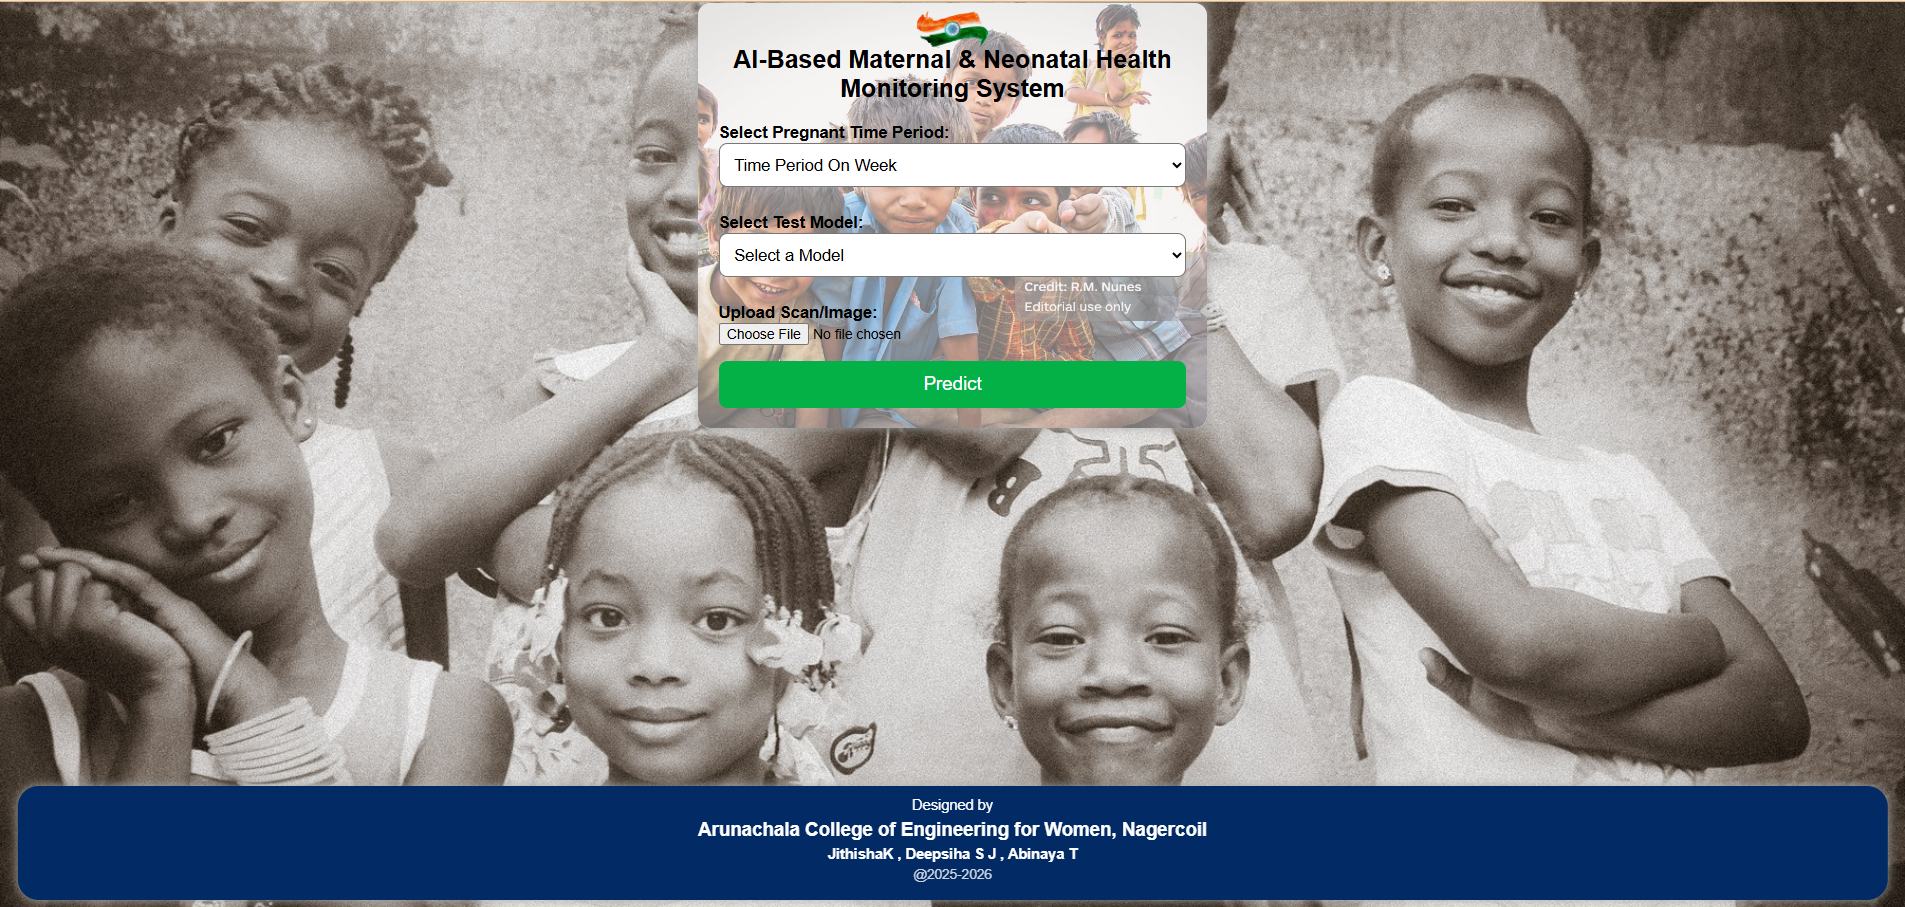 AI-Based Maternal & Neonatal Health
Monitoring System
Select Pregnant Time Period:
Time Period On Week
Select Test Model:
Select a Model
Credit: R.M. Nunes
Editorial use only
Upload Scan/Image:
Choose File No file chosen
Predict
Designed by
Arunachala College of Engineering for Women, Nagercoil
JithishaK , Deepsiha S J , Abinaya T
@2025-2026